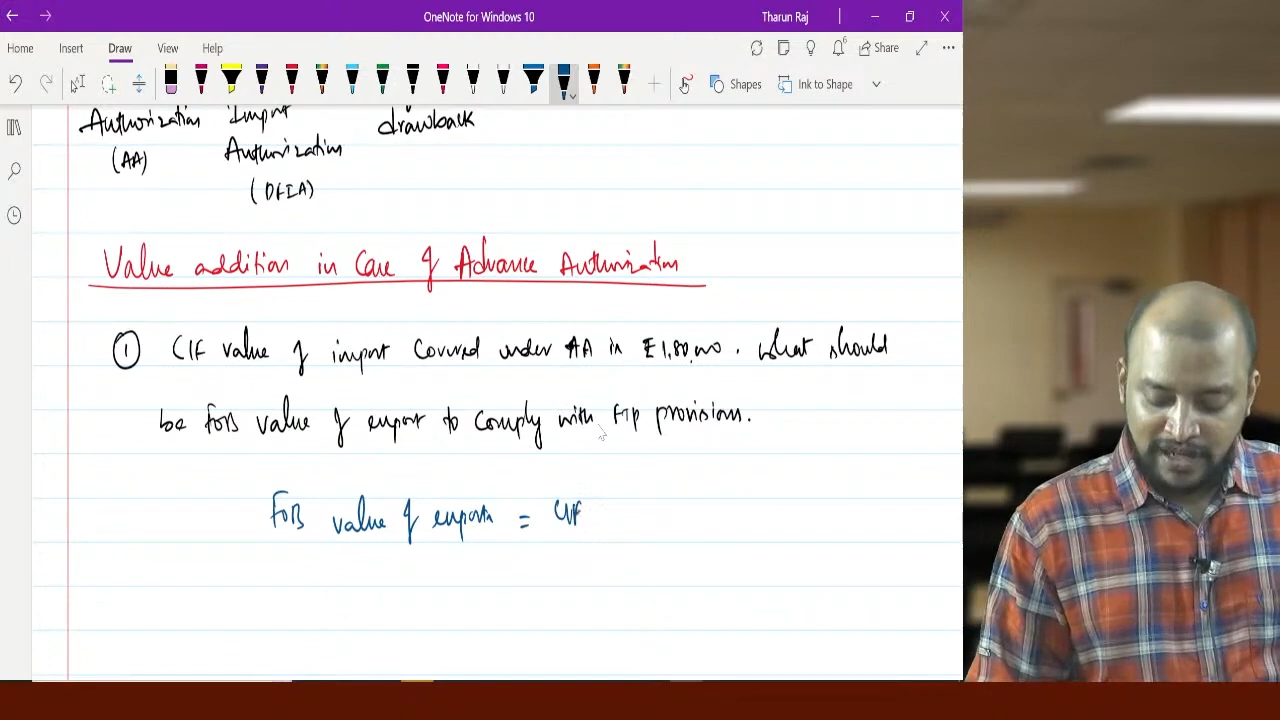 OneNote for Windows 10
Tharun Raj
Home Insert Draw View Help
6
Share
Shapes
Ink to Shape
Authorization Import drawback
(AA) Authorization
(DFIA)
Value addition in Case of Advance Authorization
① CIF value of import Covered under AA is ₹1,80,000. What should
be FOB value of export to Comply with FTP provisions.
FOB value of exports = CIF